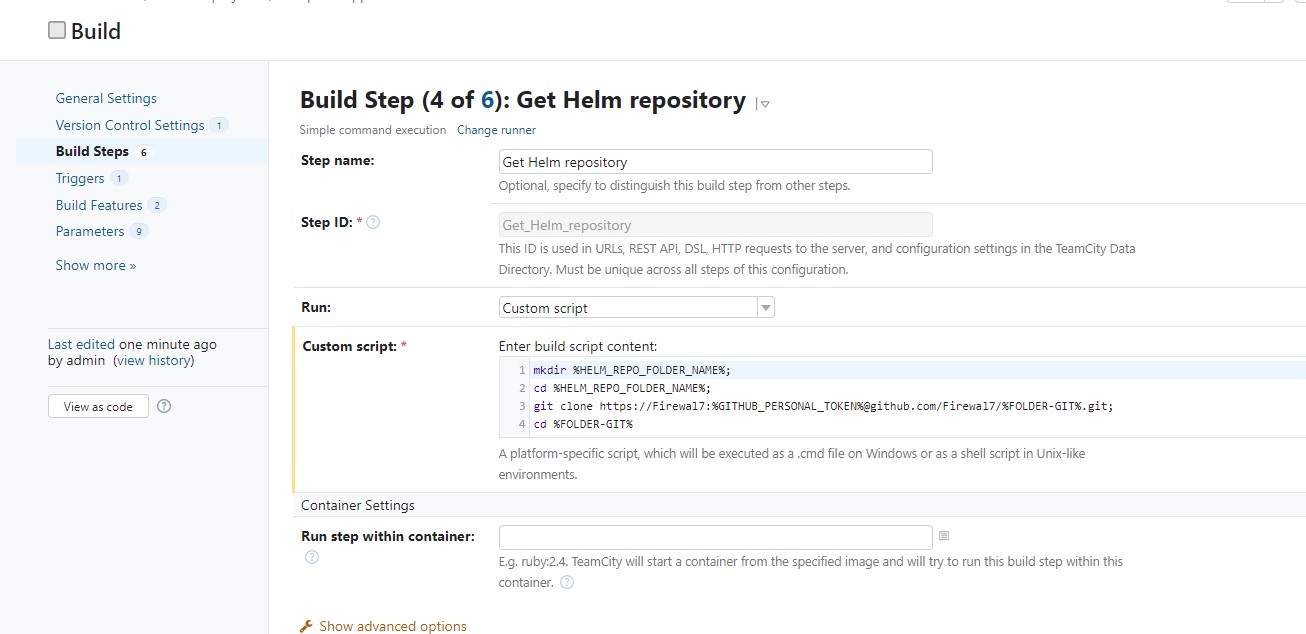 Build
General Settings
Version Control Settings 1
Build Steps 6
Triggers 1
Build Features 2
Parameters 9
Show more »
Last edited one minute ago
by admin (view history)
View as code ?
Build Step (4 of 6): Get Helm repository
Simple command execution Change runner
Step name:
Get Helm repository
Optional, specify to distinguish this build step from other steps.
Step ID: * ?
Get_Helm_repository
This ID is used in URLs, REST API, DSL, HTTP requests to the server, and configuration settings in the TeamCity Data
Directory. Must be unique across all steps of this configuration.
Run:
Custom script
Custom script: *
Enter build script content:
1 mkdir %HELM_REPO_FOLDER_NAME%;
2 cd %HELM_REPO_FOLDER_NAME%;
3 git clone https://Firewal7:%GITHUB_PERSONAL_TOKEN%@github.com/Firewal7/%FOLDER-GIT%.git;
4 cd %FOLDER-GIT%
A platform-specific script, which will be executed as a .cmd file on Windows or as a shell script in Unix-like
environments.
Container Settings
Run step within container:
?
E.g. ruby:2.4. TeamCity will start a container from the specified image and will try to run this build step within this
container. ?
Show advanced options